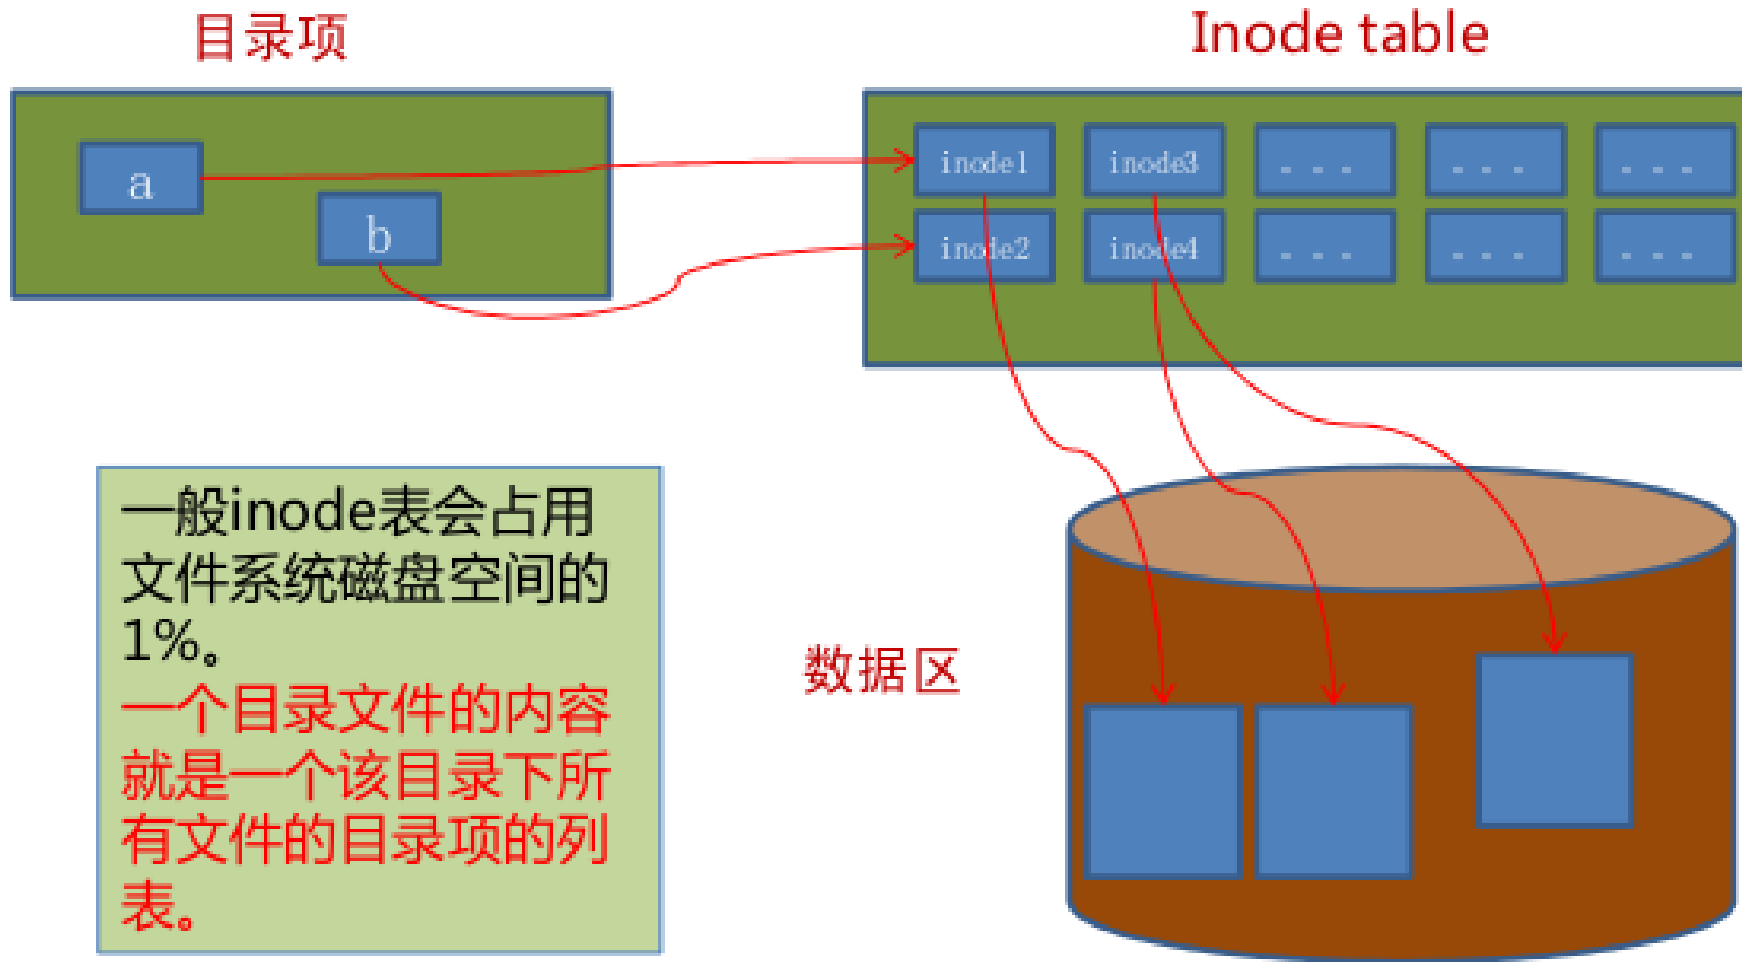 目录项
Inode table
a
b
inode1
inode3
...
...
...
inode2
inode4
...
...
...
一般inode表会占用
文件系统磁盘空间的
1%。
一个目录文件的内容
就是一个该目录下所
有文件的目录项的列
表。
数据区